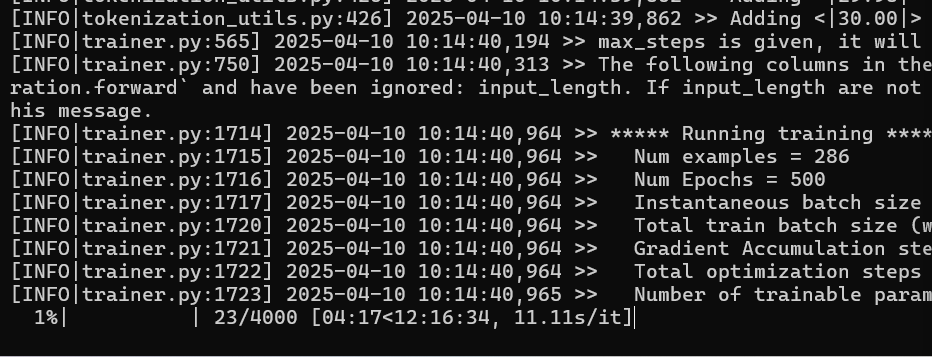 [INFO|tokenization_utils.py:426] 2025-04-10 10:14:39,862 >> Adding <|30.00|>
[INFO|trainer.py:565] 2025-04-10 10:14:40,194 >> max_steps is given, it will
[INFO|trainer.py:750] 2025-04-10 10:14:40,313 >> The following columns in the
ration.forward` and have been ignored: input_length. If input_length are not
his message.
[INFO|trainer.py:1714] 2025-04-10 10:14:40,964 >> ***** Running training ****
[INFO|trainer.py:1715] 2025-04-10 10:14:40,964 >>   Num examples = 286
[INFO|trainer.py:1716] 2025-04-10 10:14:40,964 >>   Num Epochs = 500
[INFO|trainer.py:1717] 2025-04-10 10:14:40,964 >>   Instantaneous batch size
[INFO|trainer.py:1720] 2025-04-10 10:14:40,964 >>   Total train batch size (w
[INFO|trainer.py:1721] 2025-04-10 10:14:40,964 >>   Gradient Accumulation ste
[INFO|trainer.py:1722] 2025-04-10 10:14:40,964 >>   Total optimization steps
[INFO|trainer.py:1723] 2025-04-10 10:14:40,965 >>   Number of trainable param
  1%|          | 23/4000 [04:17<12:16:34, 11.11s/it]